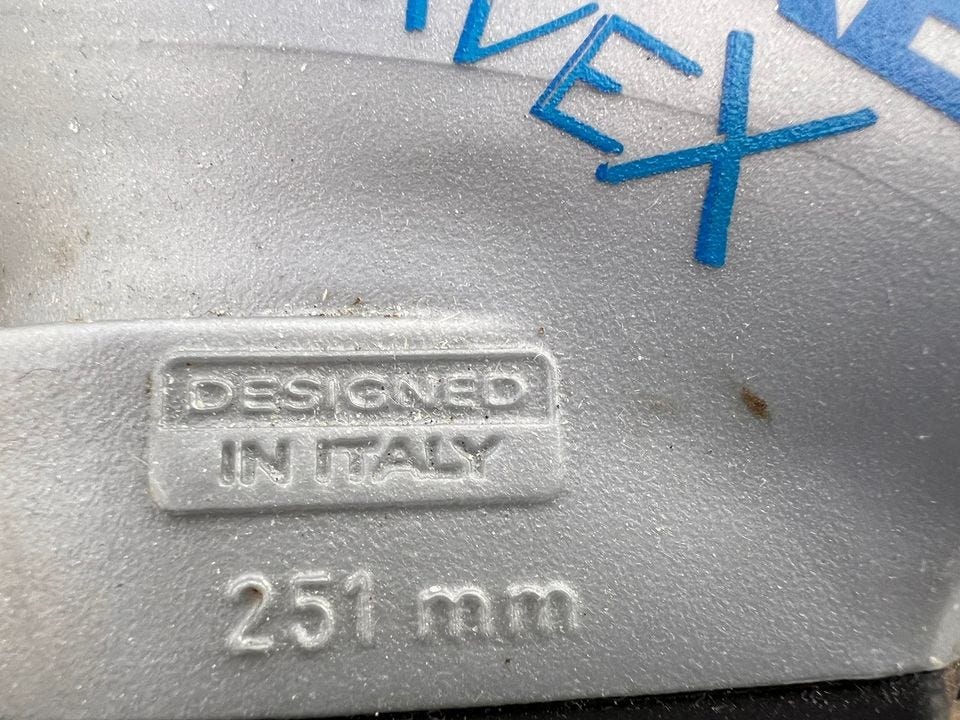 IVEX
DESIGNED
IN ITALY
251 mm